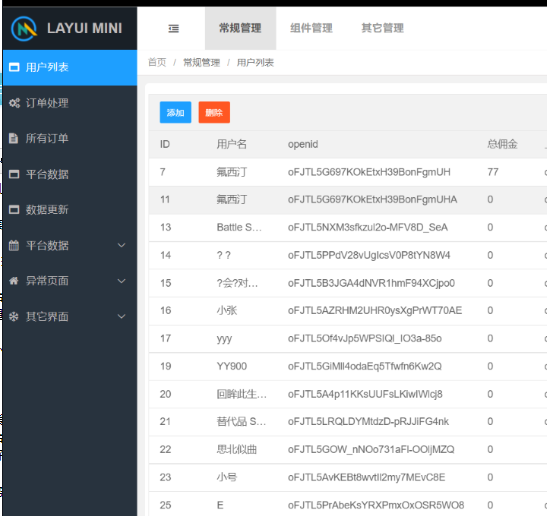 LAYUI MINI
常规管理 组件管理 其它管理
首页 / 常规管理 / 用户列表
用户列表
订单处理
所有订单
平台数据
数据更新
平台数据
异常页面
其它界面
添加 删除
ID 用户名 openid 总佣金
7 氟西汀 oFJTL5G697KOkEtxH39BonFgmUH 77
11 氟西汀 oFJTL5G697KOkEtxH39BonFgmUHA 0
13 Battle S... oFJTL5NXM3sfkzul2o-MFV8D_SeA 0
14 ? ? oFJTL5PPdV28vUgIcsV0P8tYN8W4 0
15 ?会?对... oFJTL5B3JGA4dNVR1hmF94XCjpo0 0
16 小张 oFJTL5AZRHM2UHR0ysXgPrWT70AE 0
17 yyy oFJTL5Of4vJp5WPSIQl_IO3a-85o 0
19 YY900 oFJTL5GiMll4odaEq5Tfwfn6Kw2Q 0
20 回眸此生... oFJTL5A4p11KKsUUFsLKiwIWicj8 0
21 替代品 S... oFJTL5LRQLDYMtdzD-pRJJiFG4nk 0
22 思北似曲 oFJTL5GOW_nNOo731aFl-OOljMZQ 0
23 小号 oFJTL5AvKEBt8wvtIl2my7MEvC8E 0
25 E oFJTL5PrAbeKsYRXPmxOxOSR5WO8 0